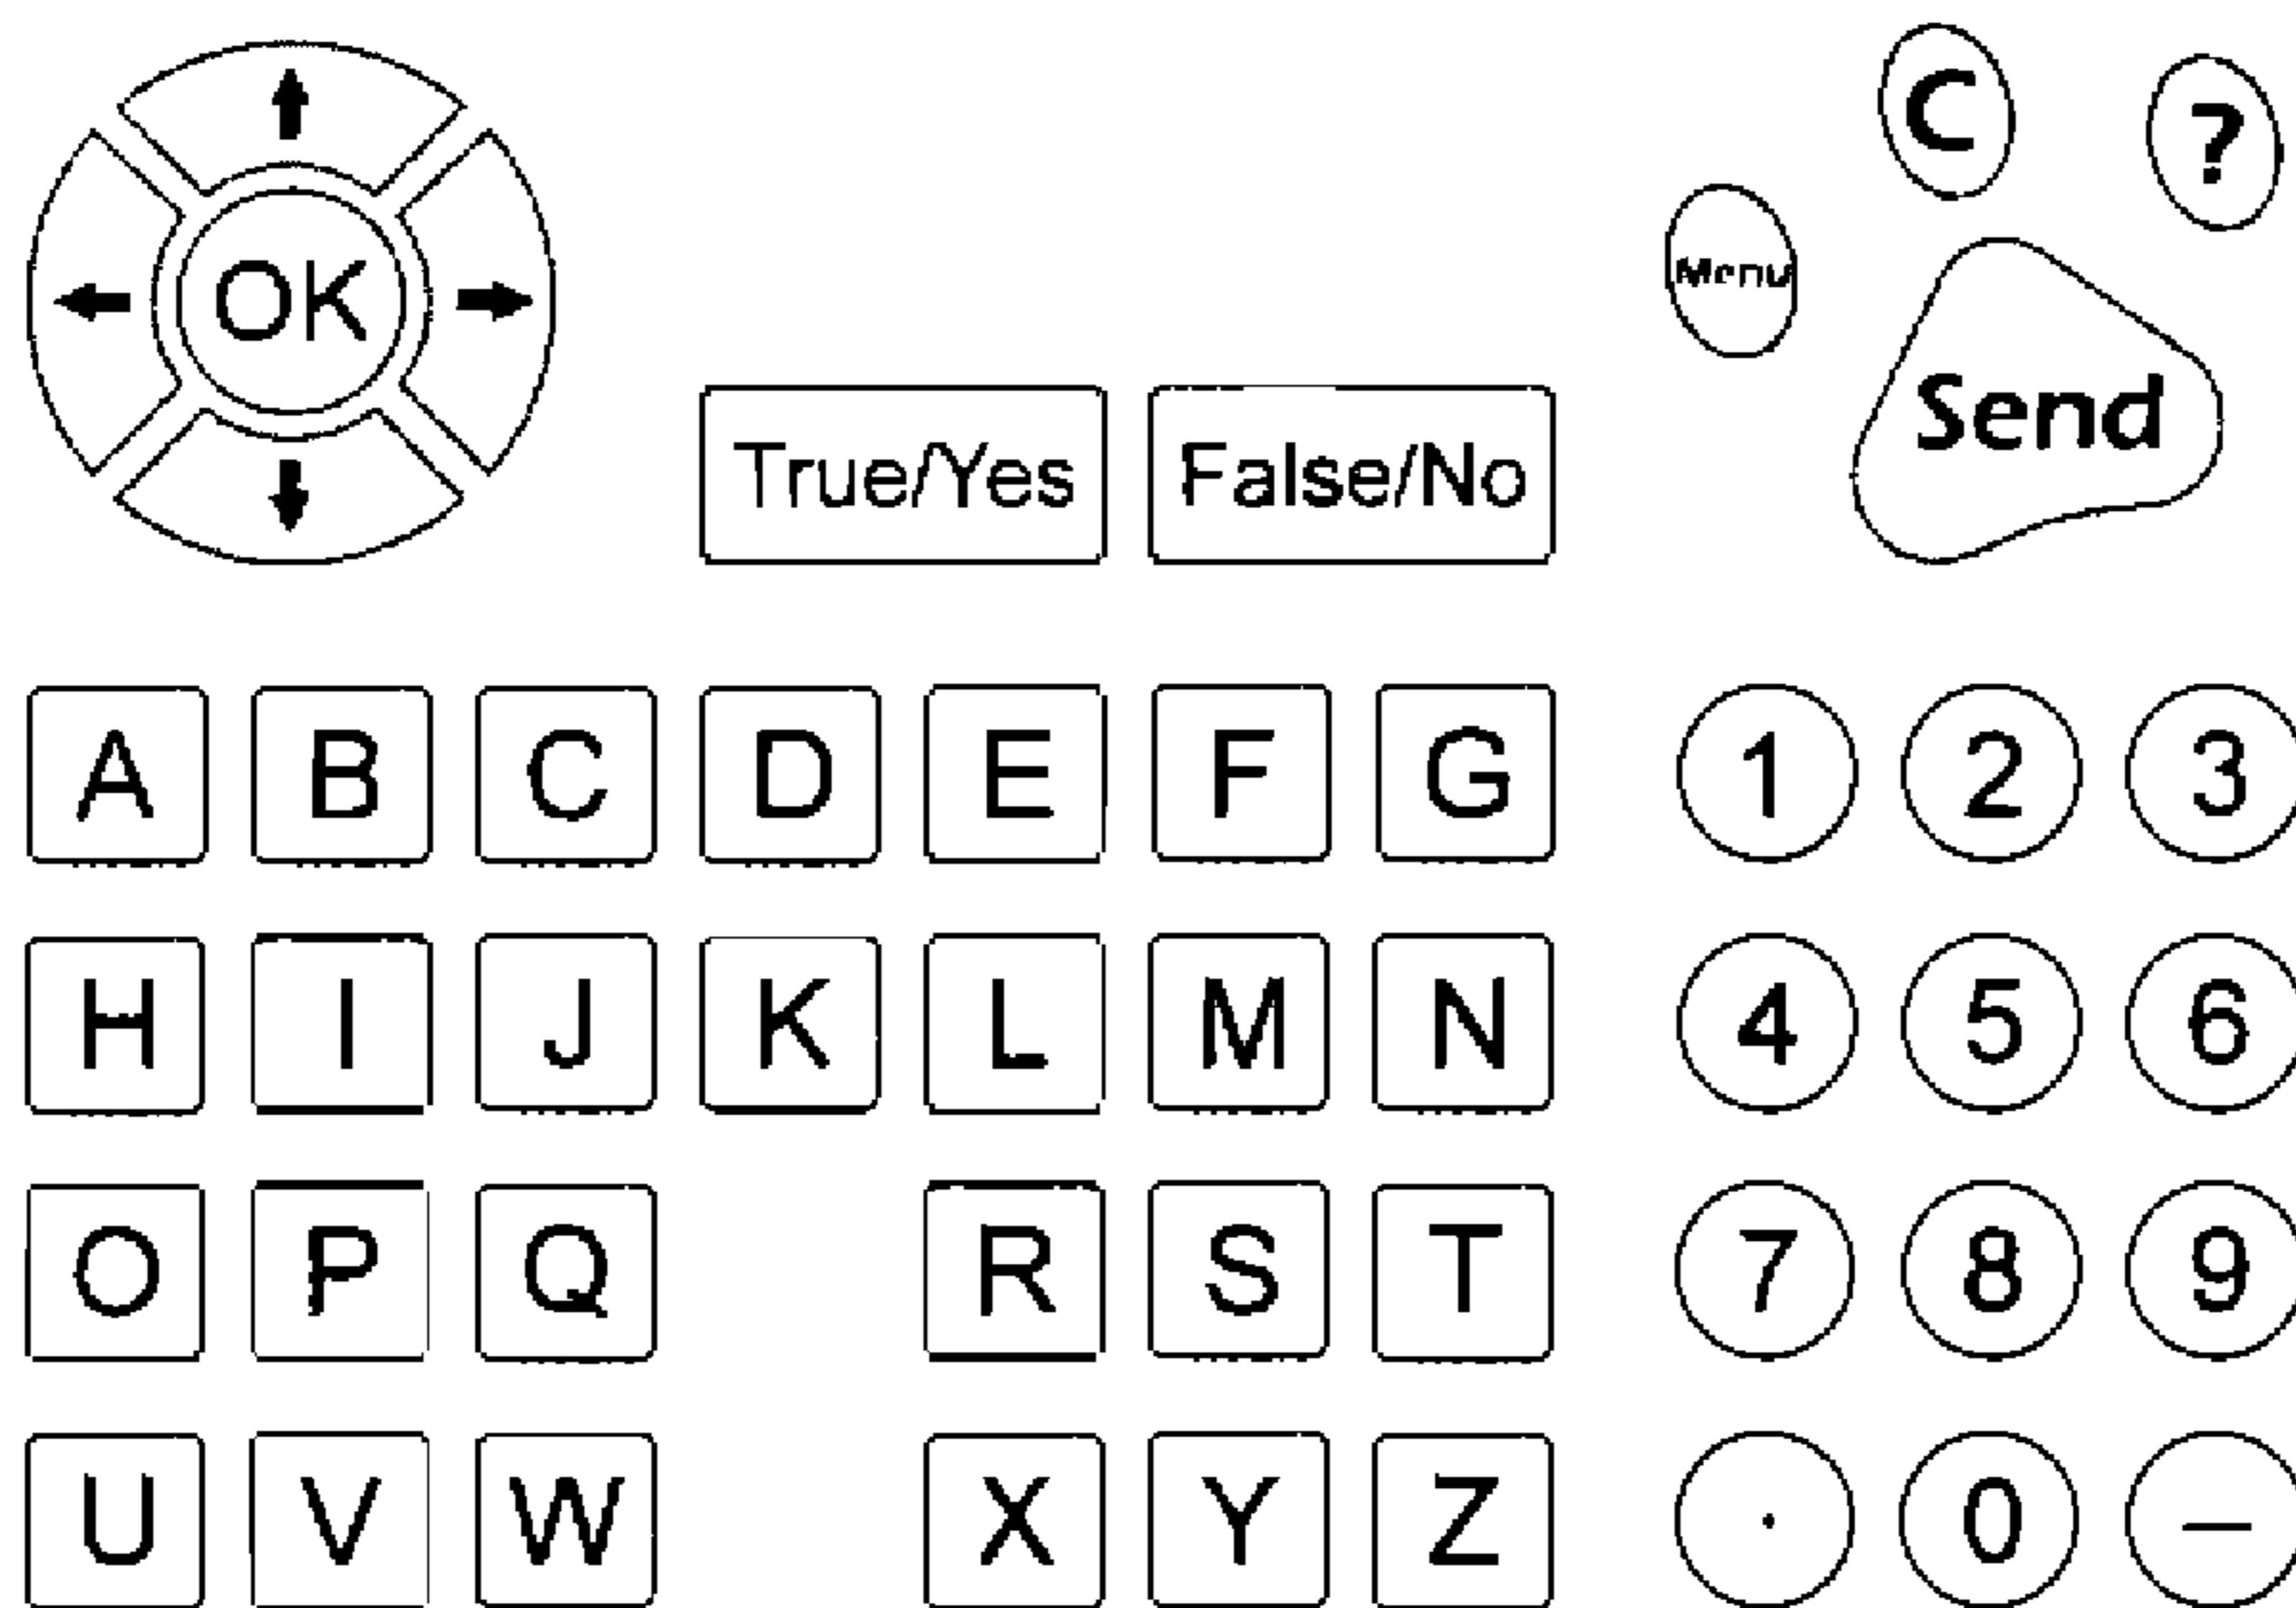 C ?
Menu
OK
Send
True/Yes False/No
A B C D E F G 1 2 3
H I J K L M N 4 5 6
O P Q R S T 7 8 9
U V W X Y Z . 0 –